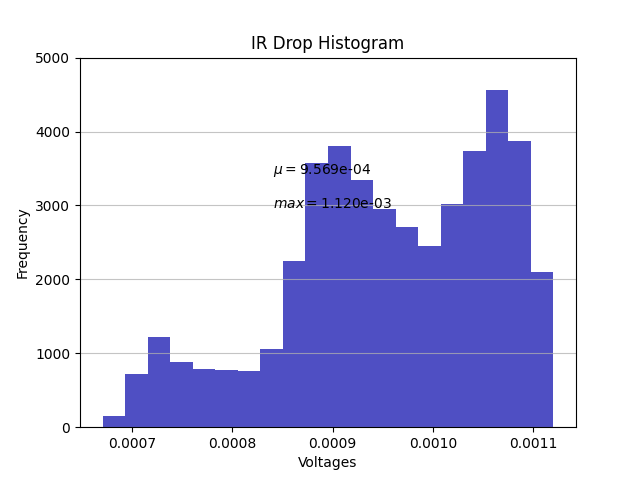 IR Drop Histogram
5000
4000
3000
2000
1000
0
Frequency
μ = 9.569e-04
max = 1.120e-03
0.0007 0.0008 0.0009 0.0010 0.0011
Voltages